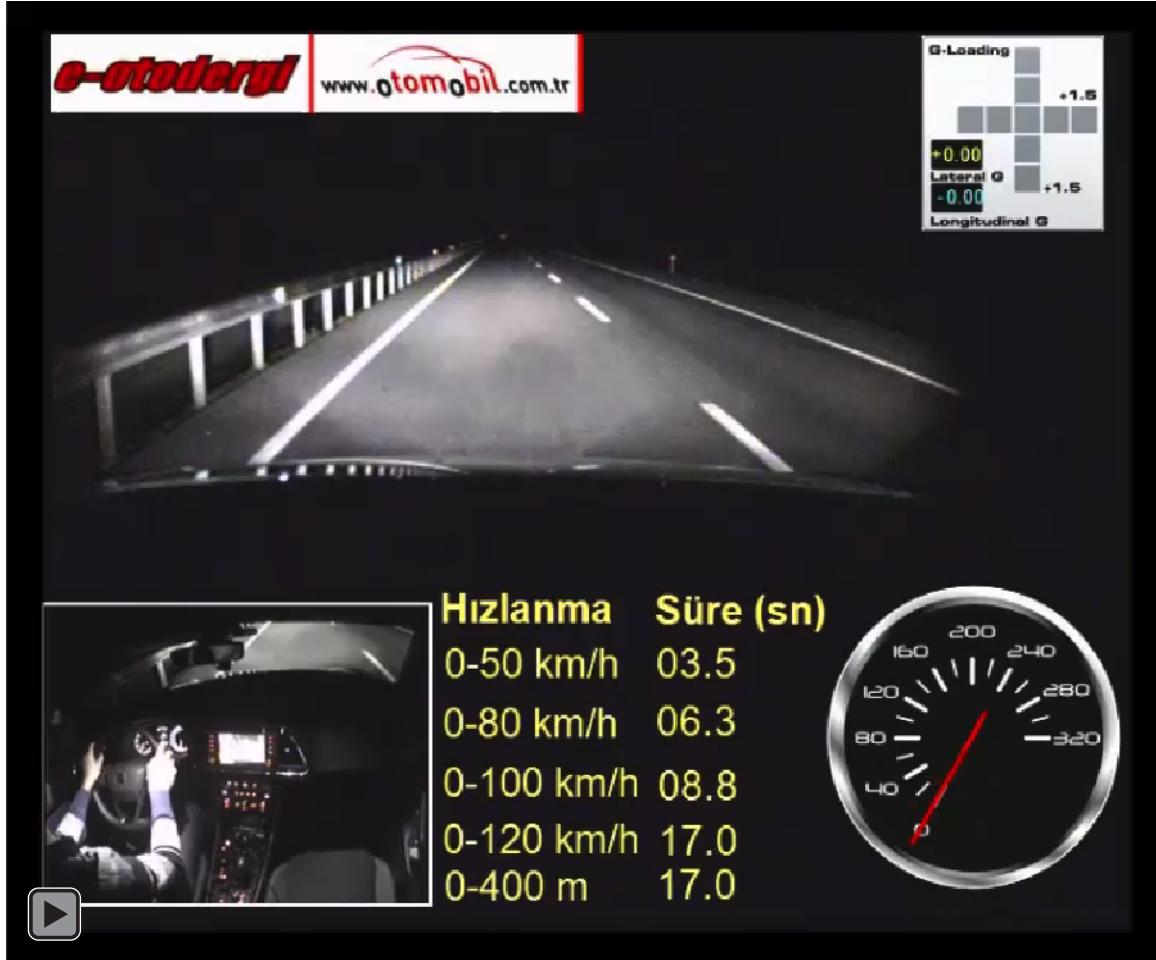 e-otodergi
www.otomobil.com.tr
G-Loading
+1.5
+0.00
Lateral G
+1.5
-0.00
Longitudinal G
Hızlanma Süre (sn)
0-50 km/h 03.5
0-80 km/h 06.3
0-100 km/h 08.8
0-120 km/h 17.0
0-400 m 17.0
0
40
80
120
160
200
240
280
320